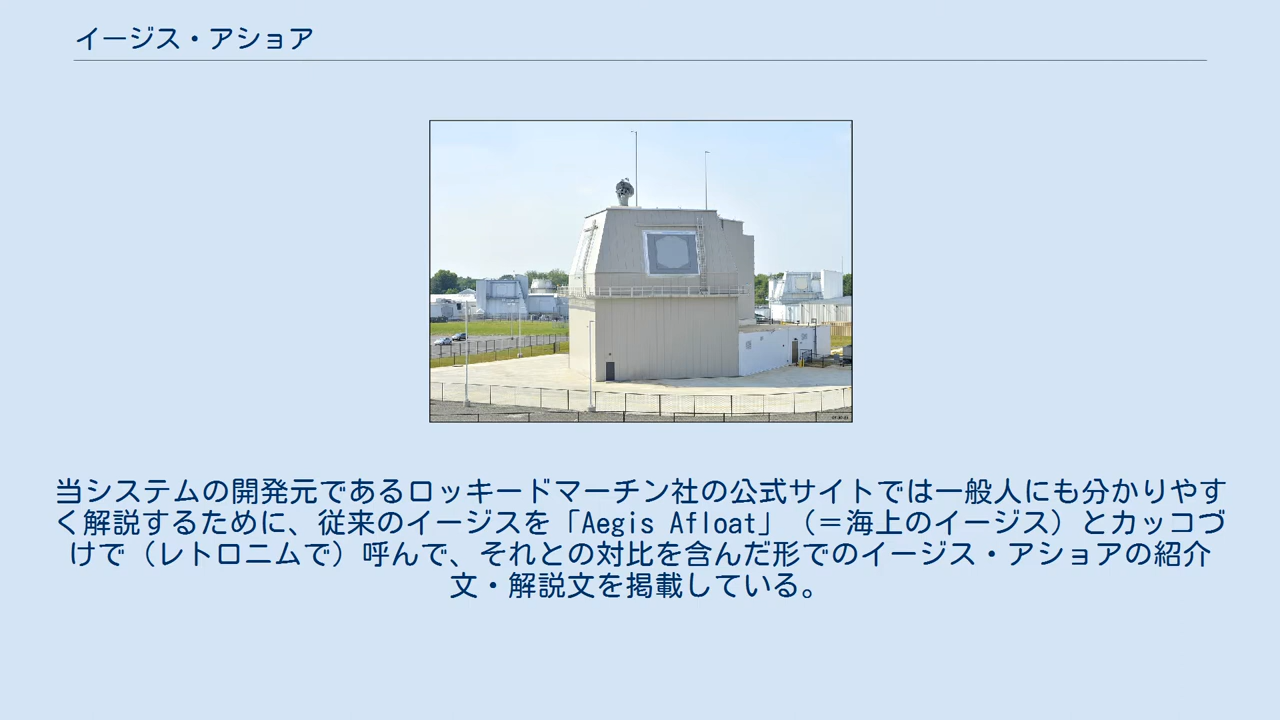 イージス・アショア
当システムの開発元であるロッキードマーチン社の公式サイトでは一般人にも分かりやす
く解説するために、従来のイージスを「Aegis Afloat」（＝海上のイージス）とカッコづ
けで（レトロニムで）呼んで、それとの対比を含んだ形でのイージス・アショアの紹介
文・解説文を掲載している。